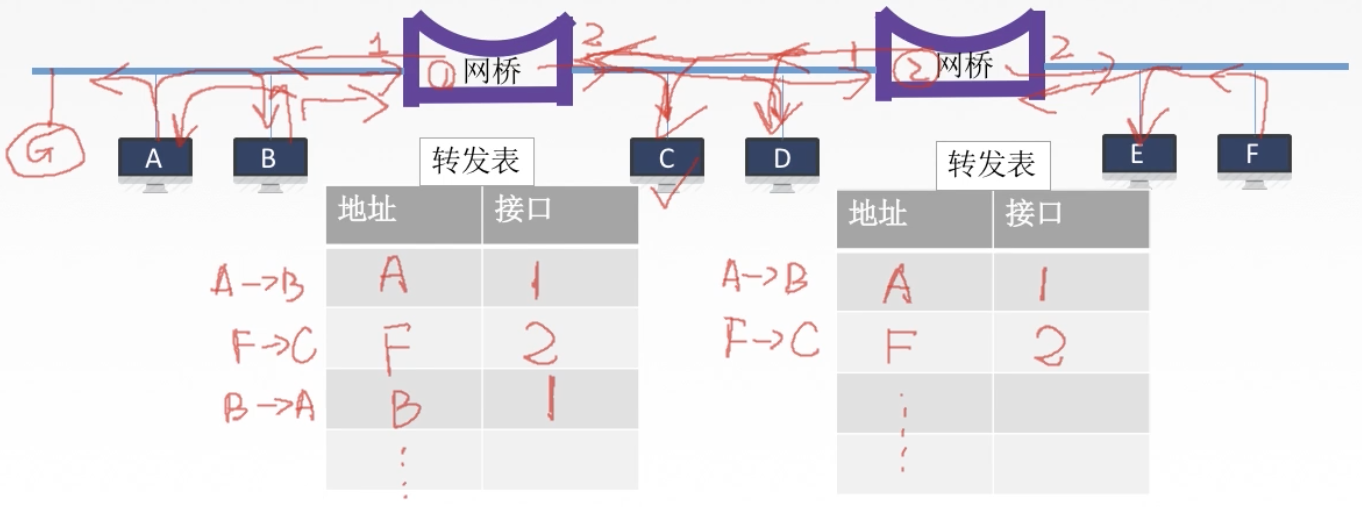 1 ① 网桥 2 1 ② 网桥 2
G A B C D E F
转发表 转发表
地址 接口 地址 接口
A→B A 1 A→B A 1
F→C F 2 F→C F 2
B→A B 1